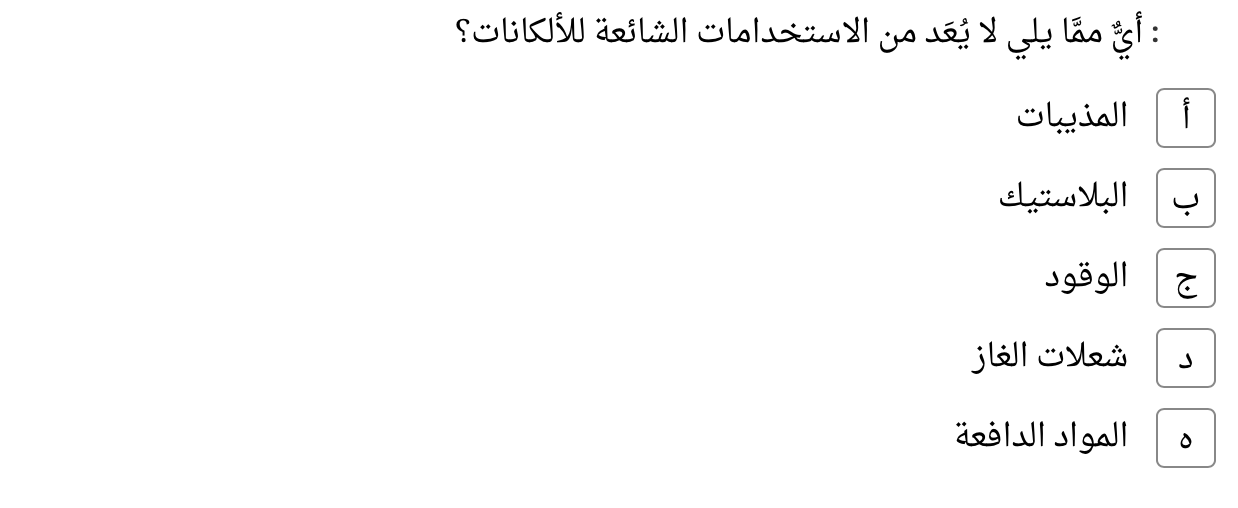 : أيٌّ ممَّا يلي لا يُعَد من الاستخدامات الشائعة للألكانات؟
أ المذيبات
ب البلاستيك
ج الوقود
د شعلات الغاز
ه المواد الدافعة